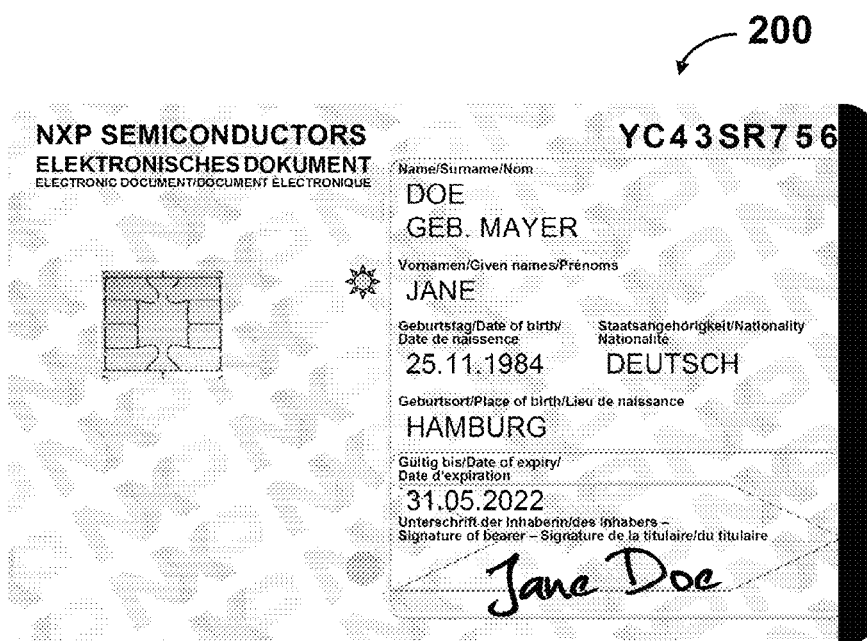 200
NXP SEMICONDUCTORS
ELEKTRONISCHES DOKUMENT
ELECTRONIC DOCUMENT/DOCUMENT ÉLECTRONIQUE
YC43SR756
Name/Surname/Nom
DOE
GEB. MAYER
Vornamen/Given names/Prénoms
JANE
Geburtstag/Date of birth/
Date de naissence
Staatsangehörigkeit/Nationality
Nationalité
25.11.1984
DEUTSCH
Geburtsort/Place of birth/Lieu de naissance
HAMBURG
Gültig bis/Date of expiry/
Date d'expiration
31.05.2022
Unterschrift der Inhaberin/des Inhabers –
Signature of bearer – Signature de la titulaire/du titulaire
Jane Doe